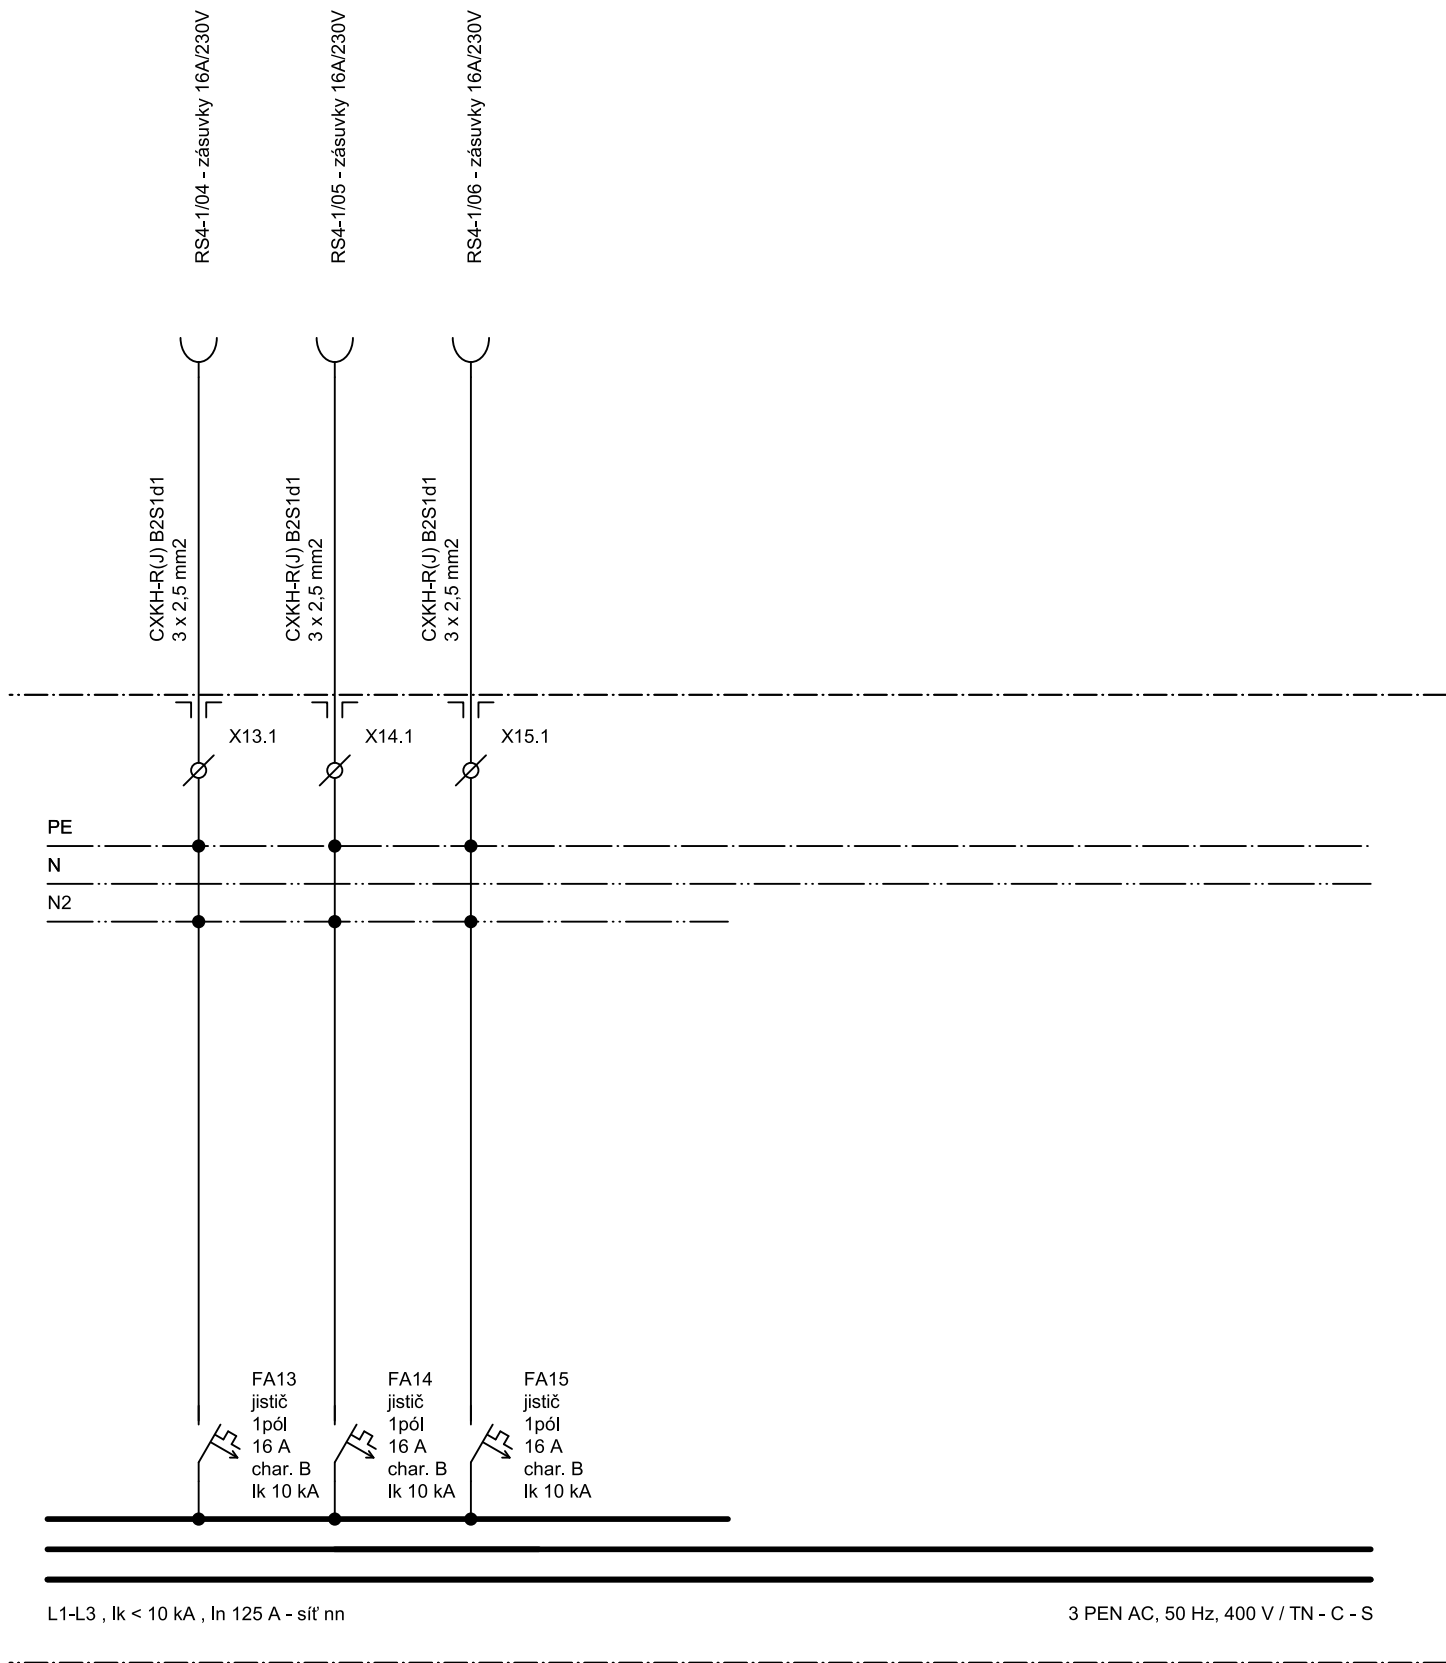 RS4-1/04 - zásuvky 16A/230V
RS4-1/05 - zásuvky 16A/230V
RS4-1/06 - zásuvky 16A/230V
CXKH-R(J) B2S1d1
3 x 2,5 mm2
CXKH-R(J) B2S1d1
3 x 2,5 mm2
CXKH-R(J) B2S1d1
3 x 2,5 mm2
X13.1
X14.1
X15.1
PE
N
N2
FA13
jistič
1pól
16 A
char. B
Ik 10 kA
FA14
jistič
1pól
16 A
char. B
Ik 10 kA
FA15
jistič
1pól
16 A
char. B
Ik 10 kA
L1-L3 , Ik < 10 kA , In 125 A - síť nn
3 PEN AC, 50 Hz, 400 V / TN - C - S